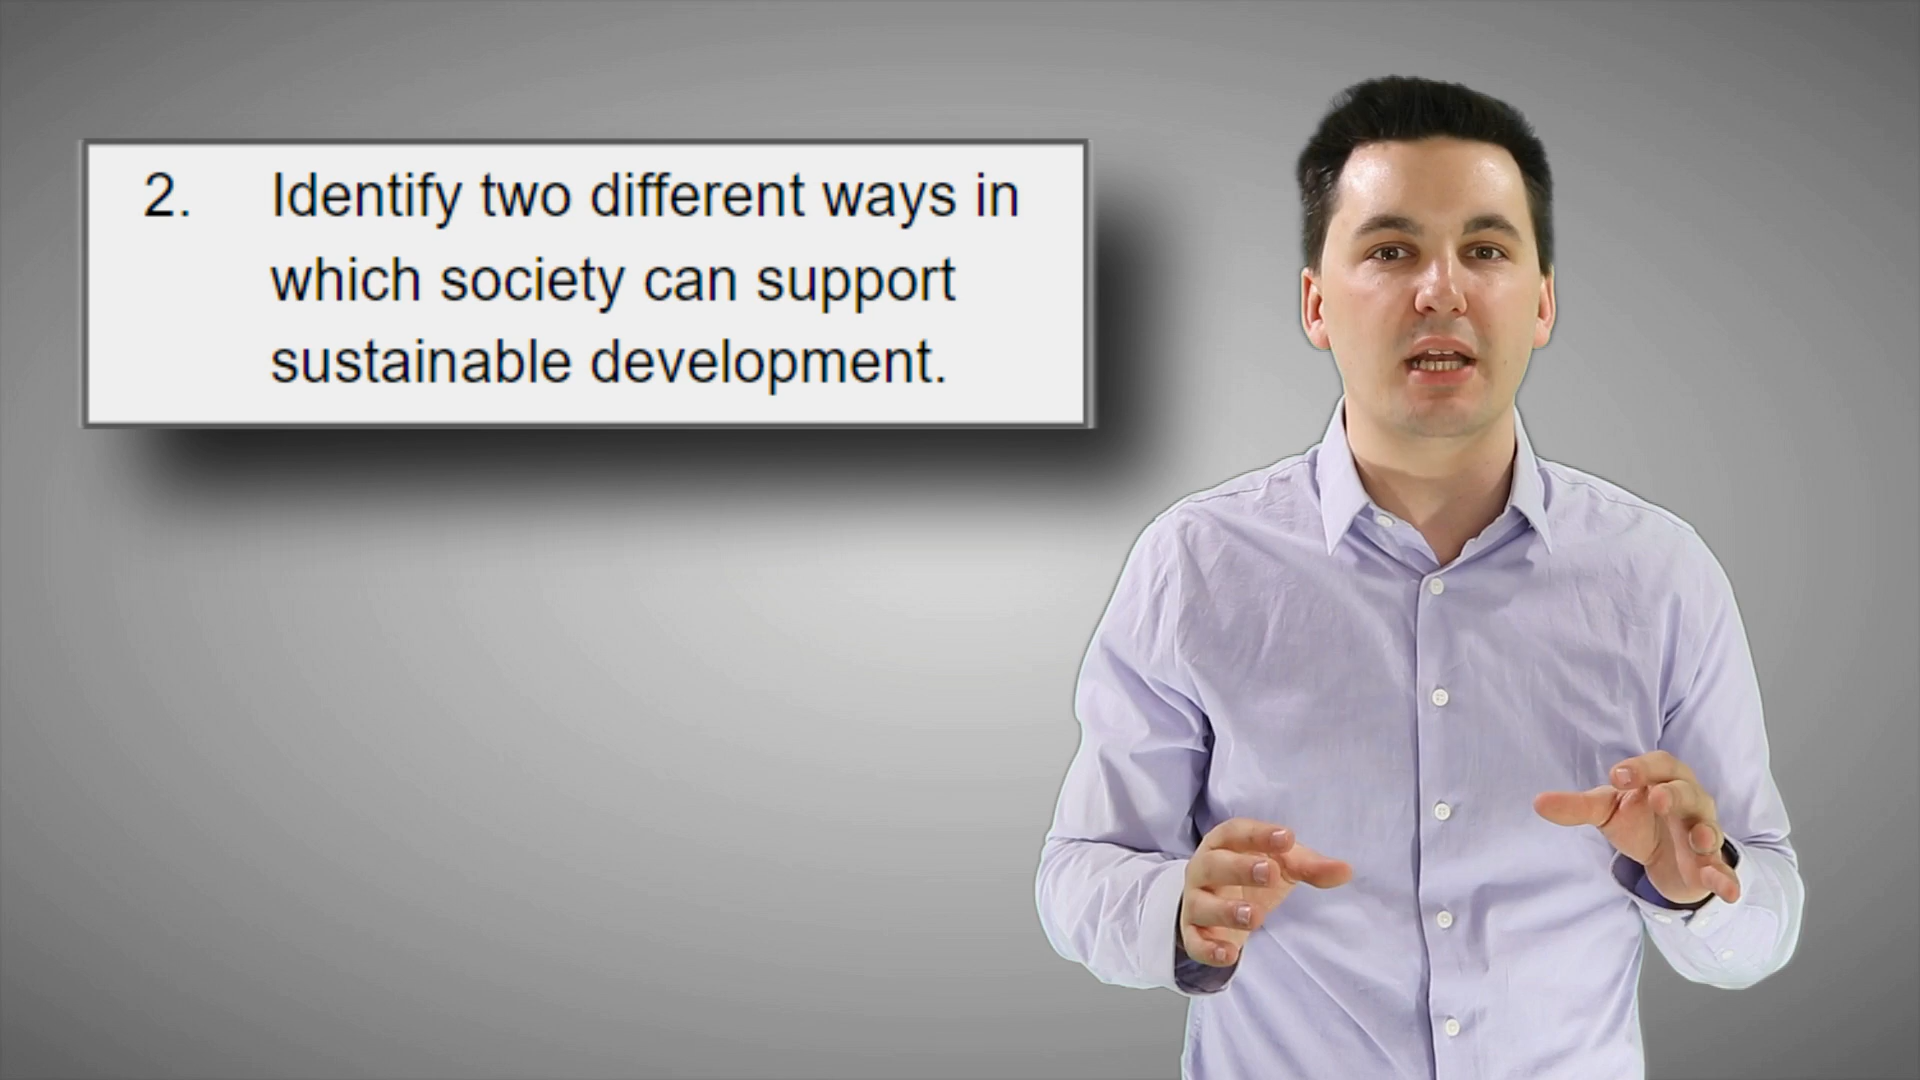 2. Identify two different ways in
which society can support
sustainable development.